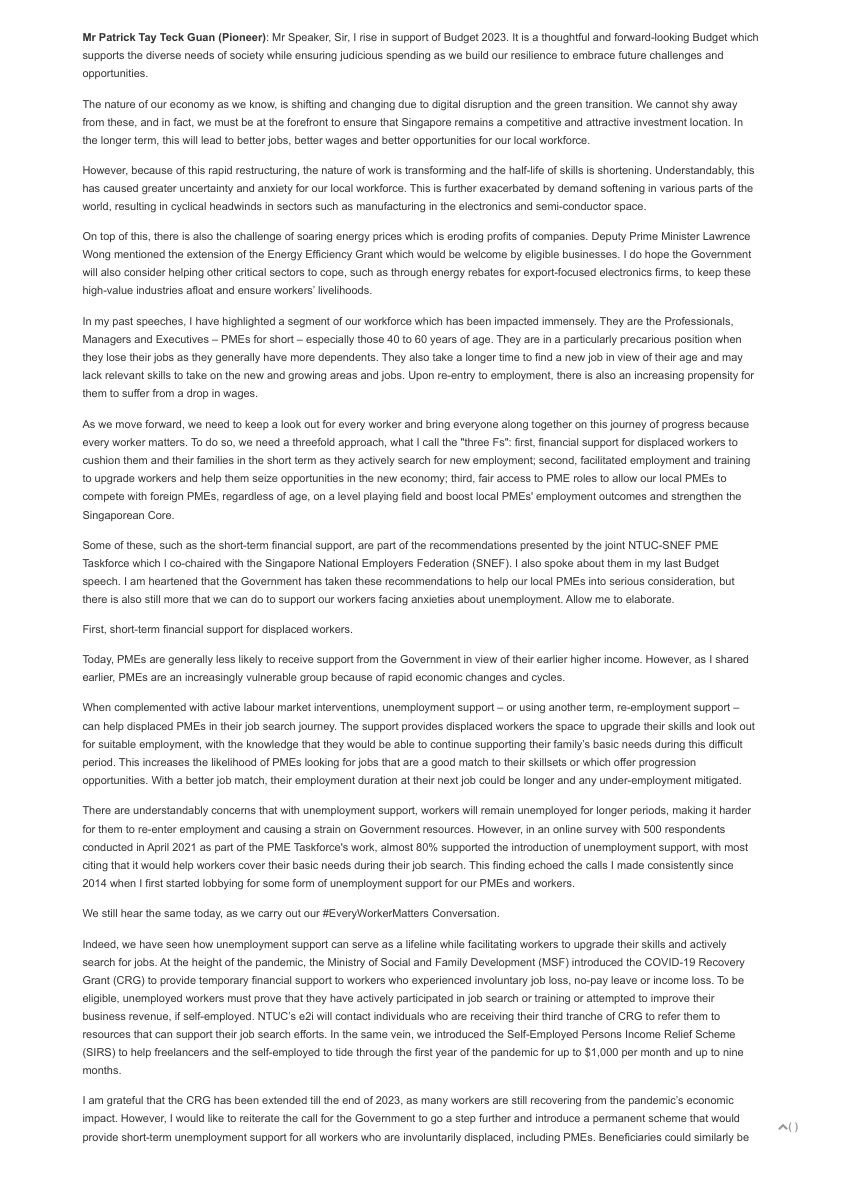 Mr Patrick Tay Teck Guan (Pioneer): Mr Speaker, Sir, I rise in support of Budget 2023. It is a thoughtful and forward-looking Budget which
supports the diverse needs of society while ensuring judicious spending as we build our resilience to embrace future challenges and
opportunities.
The nature of our economy as we know, is shifting and changing due to digital disruption and the green transition. We cannot shy away
from these, and in fact, we must be at the forefront to ensure that Singapore remains a competitive and attractive investment location. In
the longer term, this will lead to better jobs, better wages and better opportunities for our local workforce.
However, because of this rapid restructuring, the nature of work is transforming and the half-life of skills is shortening. Understandably, this
has caused greater uncertainty and anxiety for our local workforce. This is further exacerbated by demand softening in various parts of the
world, resulting in cyclical headwinds in sectors such as manufacturing in the electronics and semi-conductor space.
On top of this, there is also the challenge of soaring energy prices which is eroding profits of companies. Deputy Prime Minister Lawrence
Wong mentioned the extension of the Energy Efficiency Grant which would be welcome by eligible businesses. I do hope the Government
will also consider helping other critical sectors to cope, such as through energy rebates for export-focused electronics firms, to keep these
high-value industries afloat and ensure workers' livelihoods.
In my past speeches, I have highlighted a segment of our workforce which has been impacted immensely. They are the Professionals,
Managers and Executives – PMEs for short – especially those 40 to 60 years of age. They are in a particularly precarious position when
they lose their jobs as they generally have more dependents. They also take a longer time to find a new job in view of their age and may
lack relevant skills to take on the new and growing areas and jobs. Upon re-entry to employment, there is also an increasing propensity for
them to suffer from a drop in wages.
As we move forward, we need to keep a look out for every worker and bring everyone along together on this journey of progress because
every worker matters. To do so, we need a threefold approach, what I call the "three Fs": first, financial support for displaced workers to
cushion them and their families in the short term as they actively search for new employment; second, facilitated employment and training
to upgrade workers and help them seize opportunities in the new economy; third, fair access to PME roles to allow our local PMEs to
compete with foreign PMEs, regardless of age, on a level playing field and boost local PMEs' employment outcomes and strengthen the
Singaporean Core.
Some of these, such as the short-term financial support, are part of the recommendations presented by the joint NTUC-SNEF PME
Taskforce which I co-chaired with the Singapore National Employers Federation (SNEF). I also spoke about them in my last Budget
speech. I am heartened that the Government has taken these recommendations to help our local PMEs into serious consideration, but
there is also still more that we can do to support our workers facing anxieties about unemployment. Allow me to elaborate.
First, short-term financial support for displaced workers.
Today, PMEs are generally less likely to receive support from the Government in view of their earlier higher income. However, as I shared
earlier, PMEs are an increasingly vulnerable group because of rapid economic changes and cycles.
When complemented with active labour market interventions, unemployment support – or using another term, re-employment support –
can help displaced PMEs in their job search journey. The support provides displaced workers the space to upgrade their skills and look out
for suitable employment, with the knowledge that they would be able to continue supporting their family's basic needs during this difficult
period. This increases the likelihood of PMEs looking for jobs that are a good match to their skillsets or which offer progression
opportunities. With a better job match, their employment duration at their next job could be longer and any under-employment mitigated.
There are understandably concerns that with unemployment support, workers will remain unemployed for longer periods, making it harder
for them to re-enter employment and causing a strain on Government resources. However, in an online survey with 500 respondents
conducted in April 2021 as part of the PME Taskforce's work, almost 80% supported the introduction of unemployment support, with most
citing that it would help workers cover their basic needs during their job search. This finding echoed the calls I made consistently since
2014 when I first started lobbying for some form of unemployment support for our PMEs and workers.
We still hear the same today, as we carry out our #EveryWorkerMatters Conversation.
Indeed, we have seen how unemployment support can serve as a lifeline while facilitating workers to upgrade their skills and actively
search for jobs. At the height of the pandemic, the Ministry of Social and Family Development (MSF) introduced the COVID-19 Recovery
Grant (CRG) to provide temporary financial support to workers who experienced involuntary job loss, no-pay leave or income loss. To be
eligible, unemployed workers must prove that they have actively participated in job search or training or attempted to improve their
business revenue, if self-employed. NTUC's e2i will contact individuals who are receiving their third tranche of CRG to refer them to
resources that can support their job search efforts. In the same vein, we introduced the Self-Employed Persons Income Relief Scheme
(SIRS) to help freelancers and the self-employed to tide through the first year of the pandemic for up to $1,000 per month and up to nine
months.
I am grateful that the CRG has been extended till the end of 2023, as many workers are still recovering from the pandemic's economic
impact. However, I would like to reiterate the call for the Government to go a step further and introduce a permanent scheme that would
provide short-term unemployment support for all workers who are involuntarily displaced, including PMEs. Beneficiaries could similarly be
( )